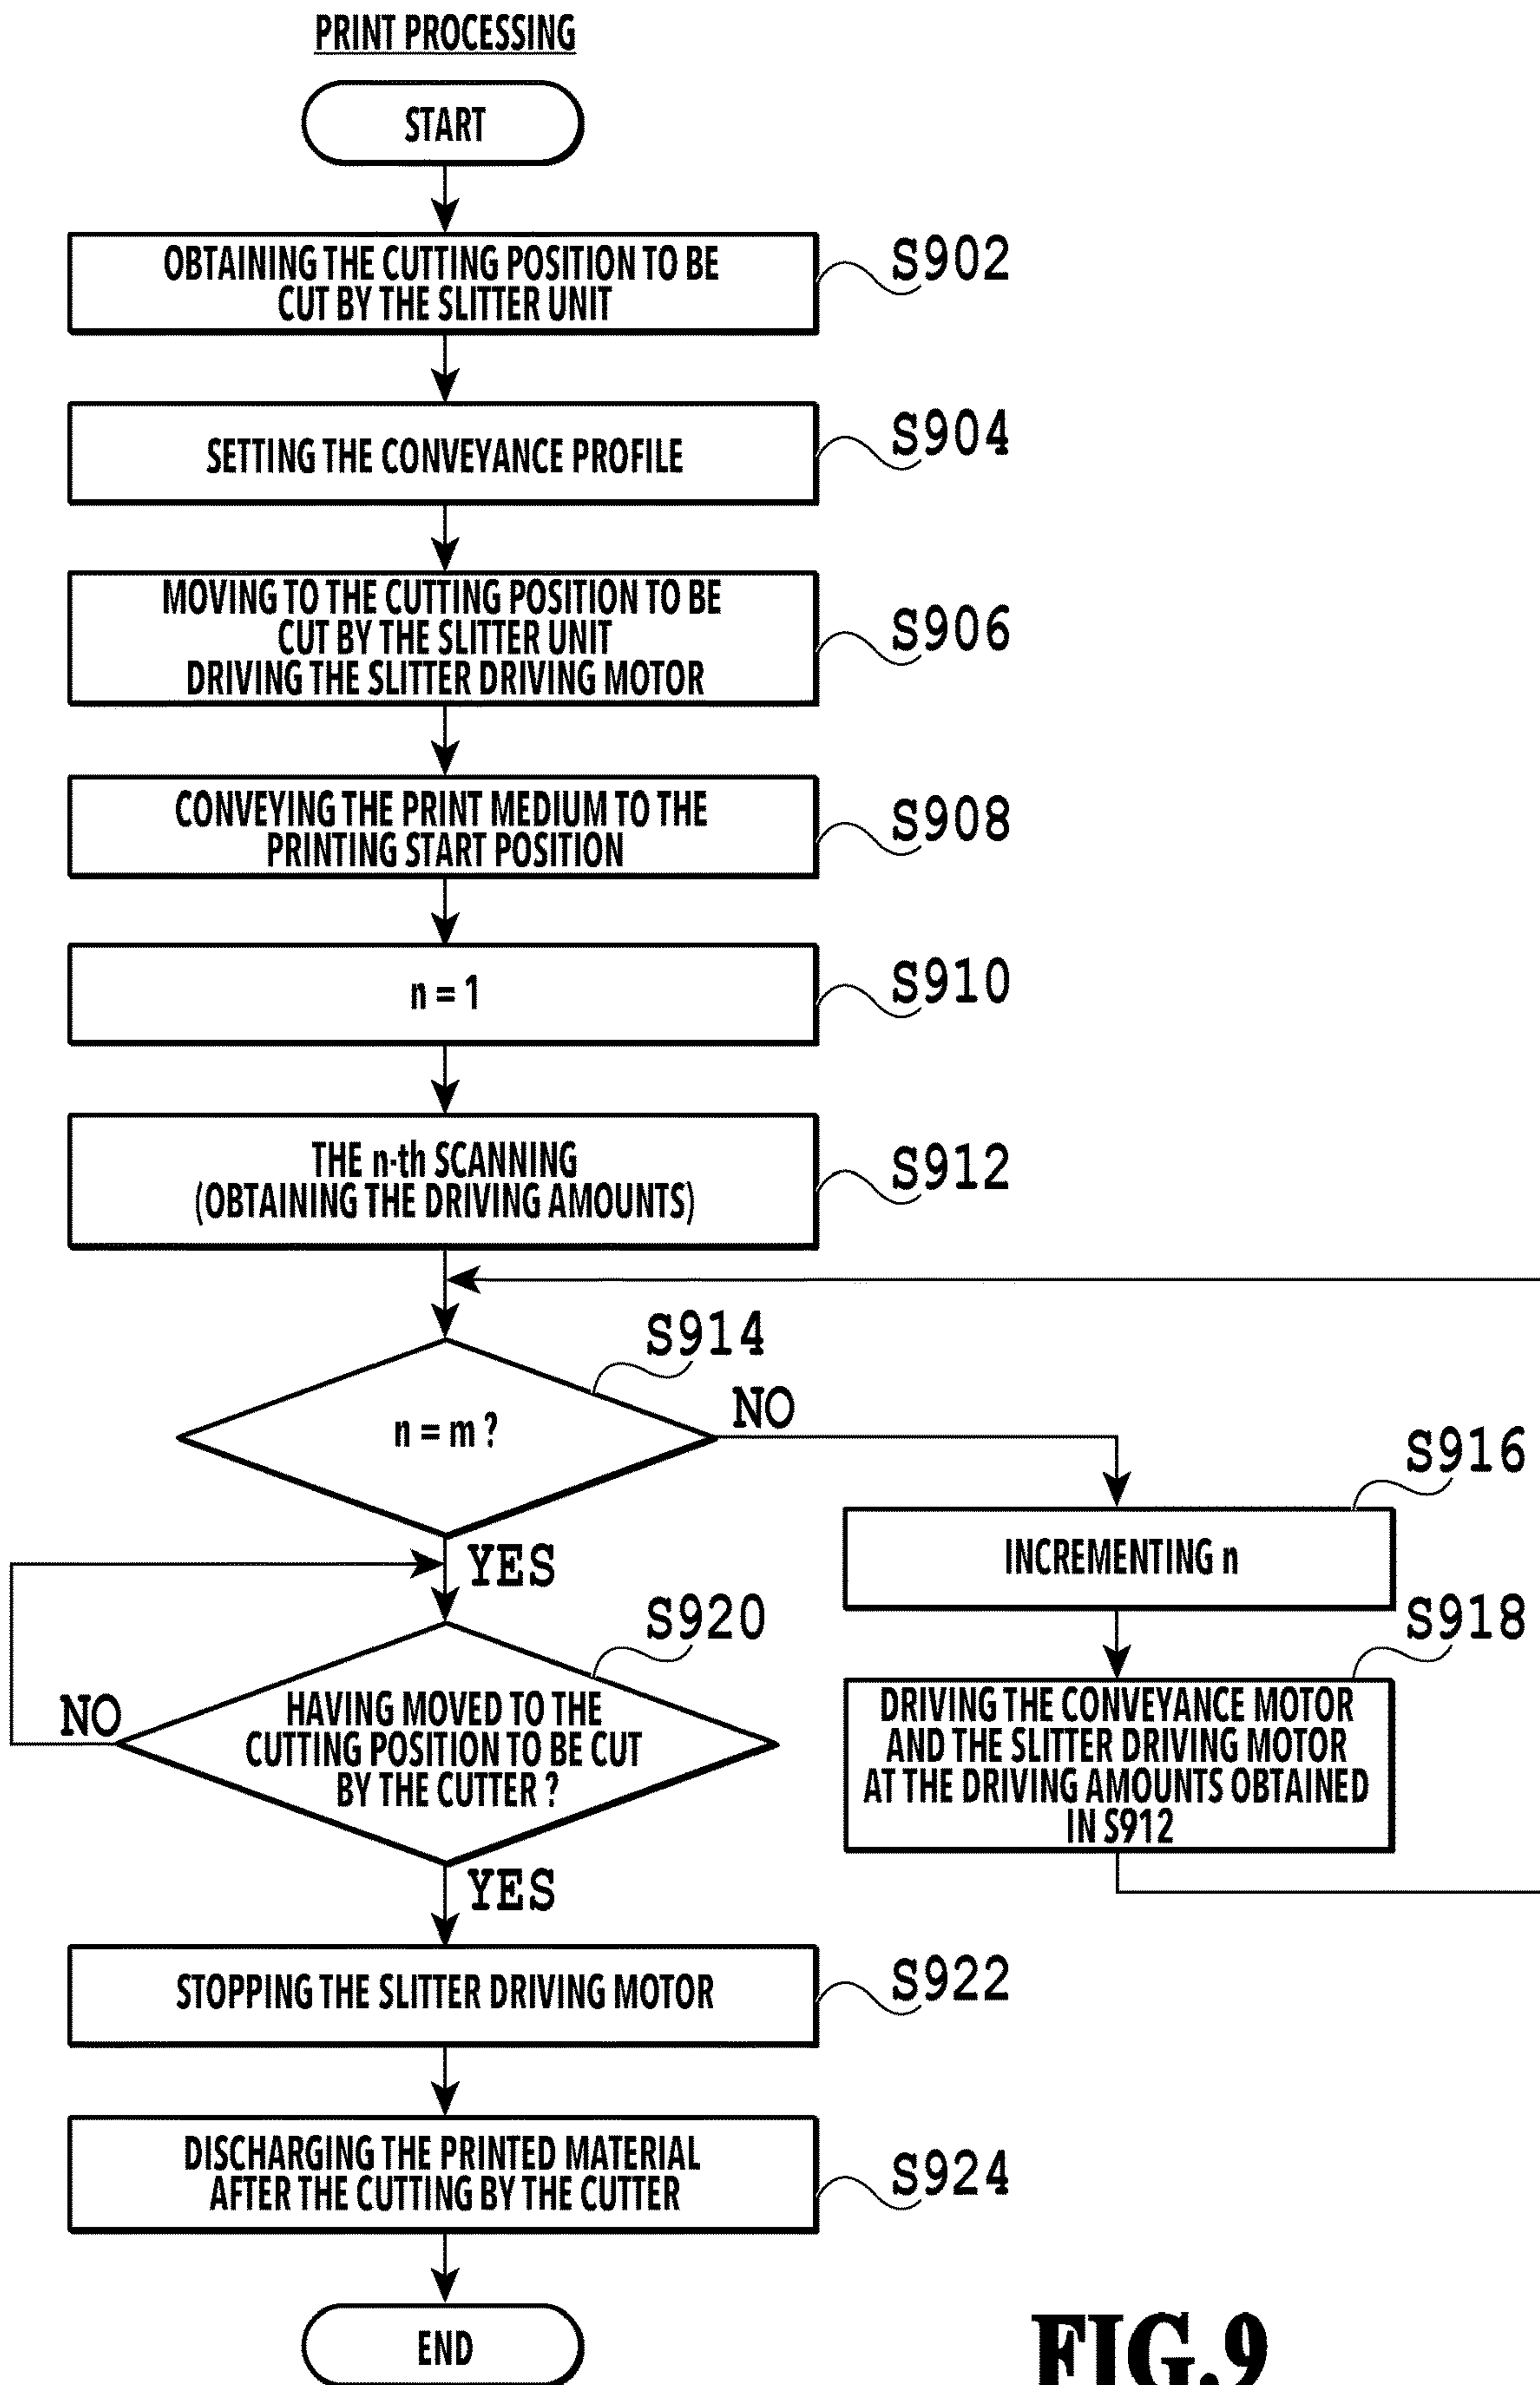 PRINT PROCESSING
START
OBTAINING THE CUTTING POSITION TO BE
CUT BY THE SLITTER UNIT
S902
SETTING THE CONVEYANCE PROFILE
S904
MOVING TO THE CUTTING POSITION TO BE
CUT BY THE SLITTER UNIT
DRIVING THE SLITTER DRIVING MOTOR
S906
CONVEYING THE PRINT MEDIUM TO THE
PRINTING START POSITION
S908
n = 1
S910
THE n-th SCANNING
(OBTAINING THE DRIVING AMOUNTS)
S912
S914
n = m ?
NO
YES
S916
INCREMENTING n
S918
DRIVING THE CONVEYANCE MOTOR
AND THE SLITTER DRIVING MOTOR
AT THE DRIVING AMOUNTS OBTAINED
IN S912
S920
HAVING MOVED TO THE
CUTTING POSITION TO BE CUT
BY THE CUTTER ?
NO
YES
STOPPING THE SLITTER DRIVING MOTOR
S922
DISCHARGING THE PRINTED MATERIAL
AFTER THE CUTTING BY THE CUTTER
S924
END
FIG.9